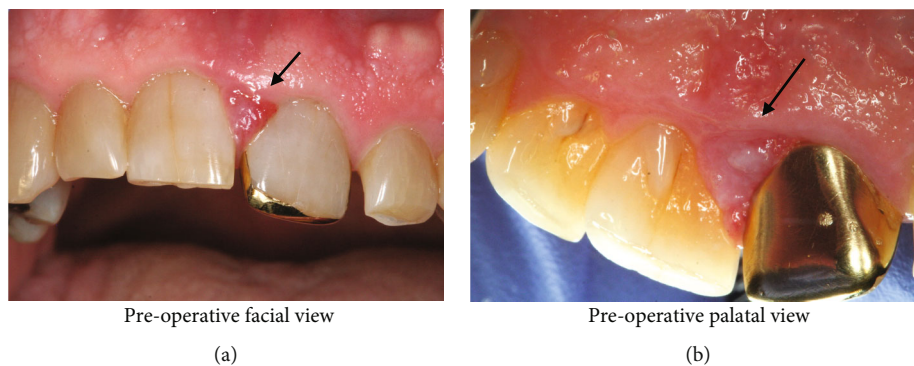 Pre-operative facial view
Pre-operative palatal view
(a)
(b)